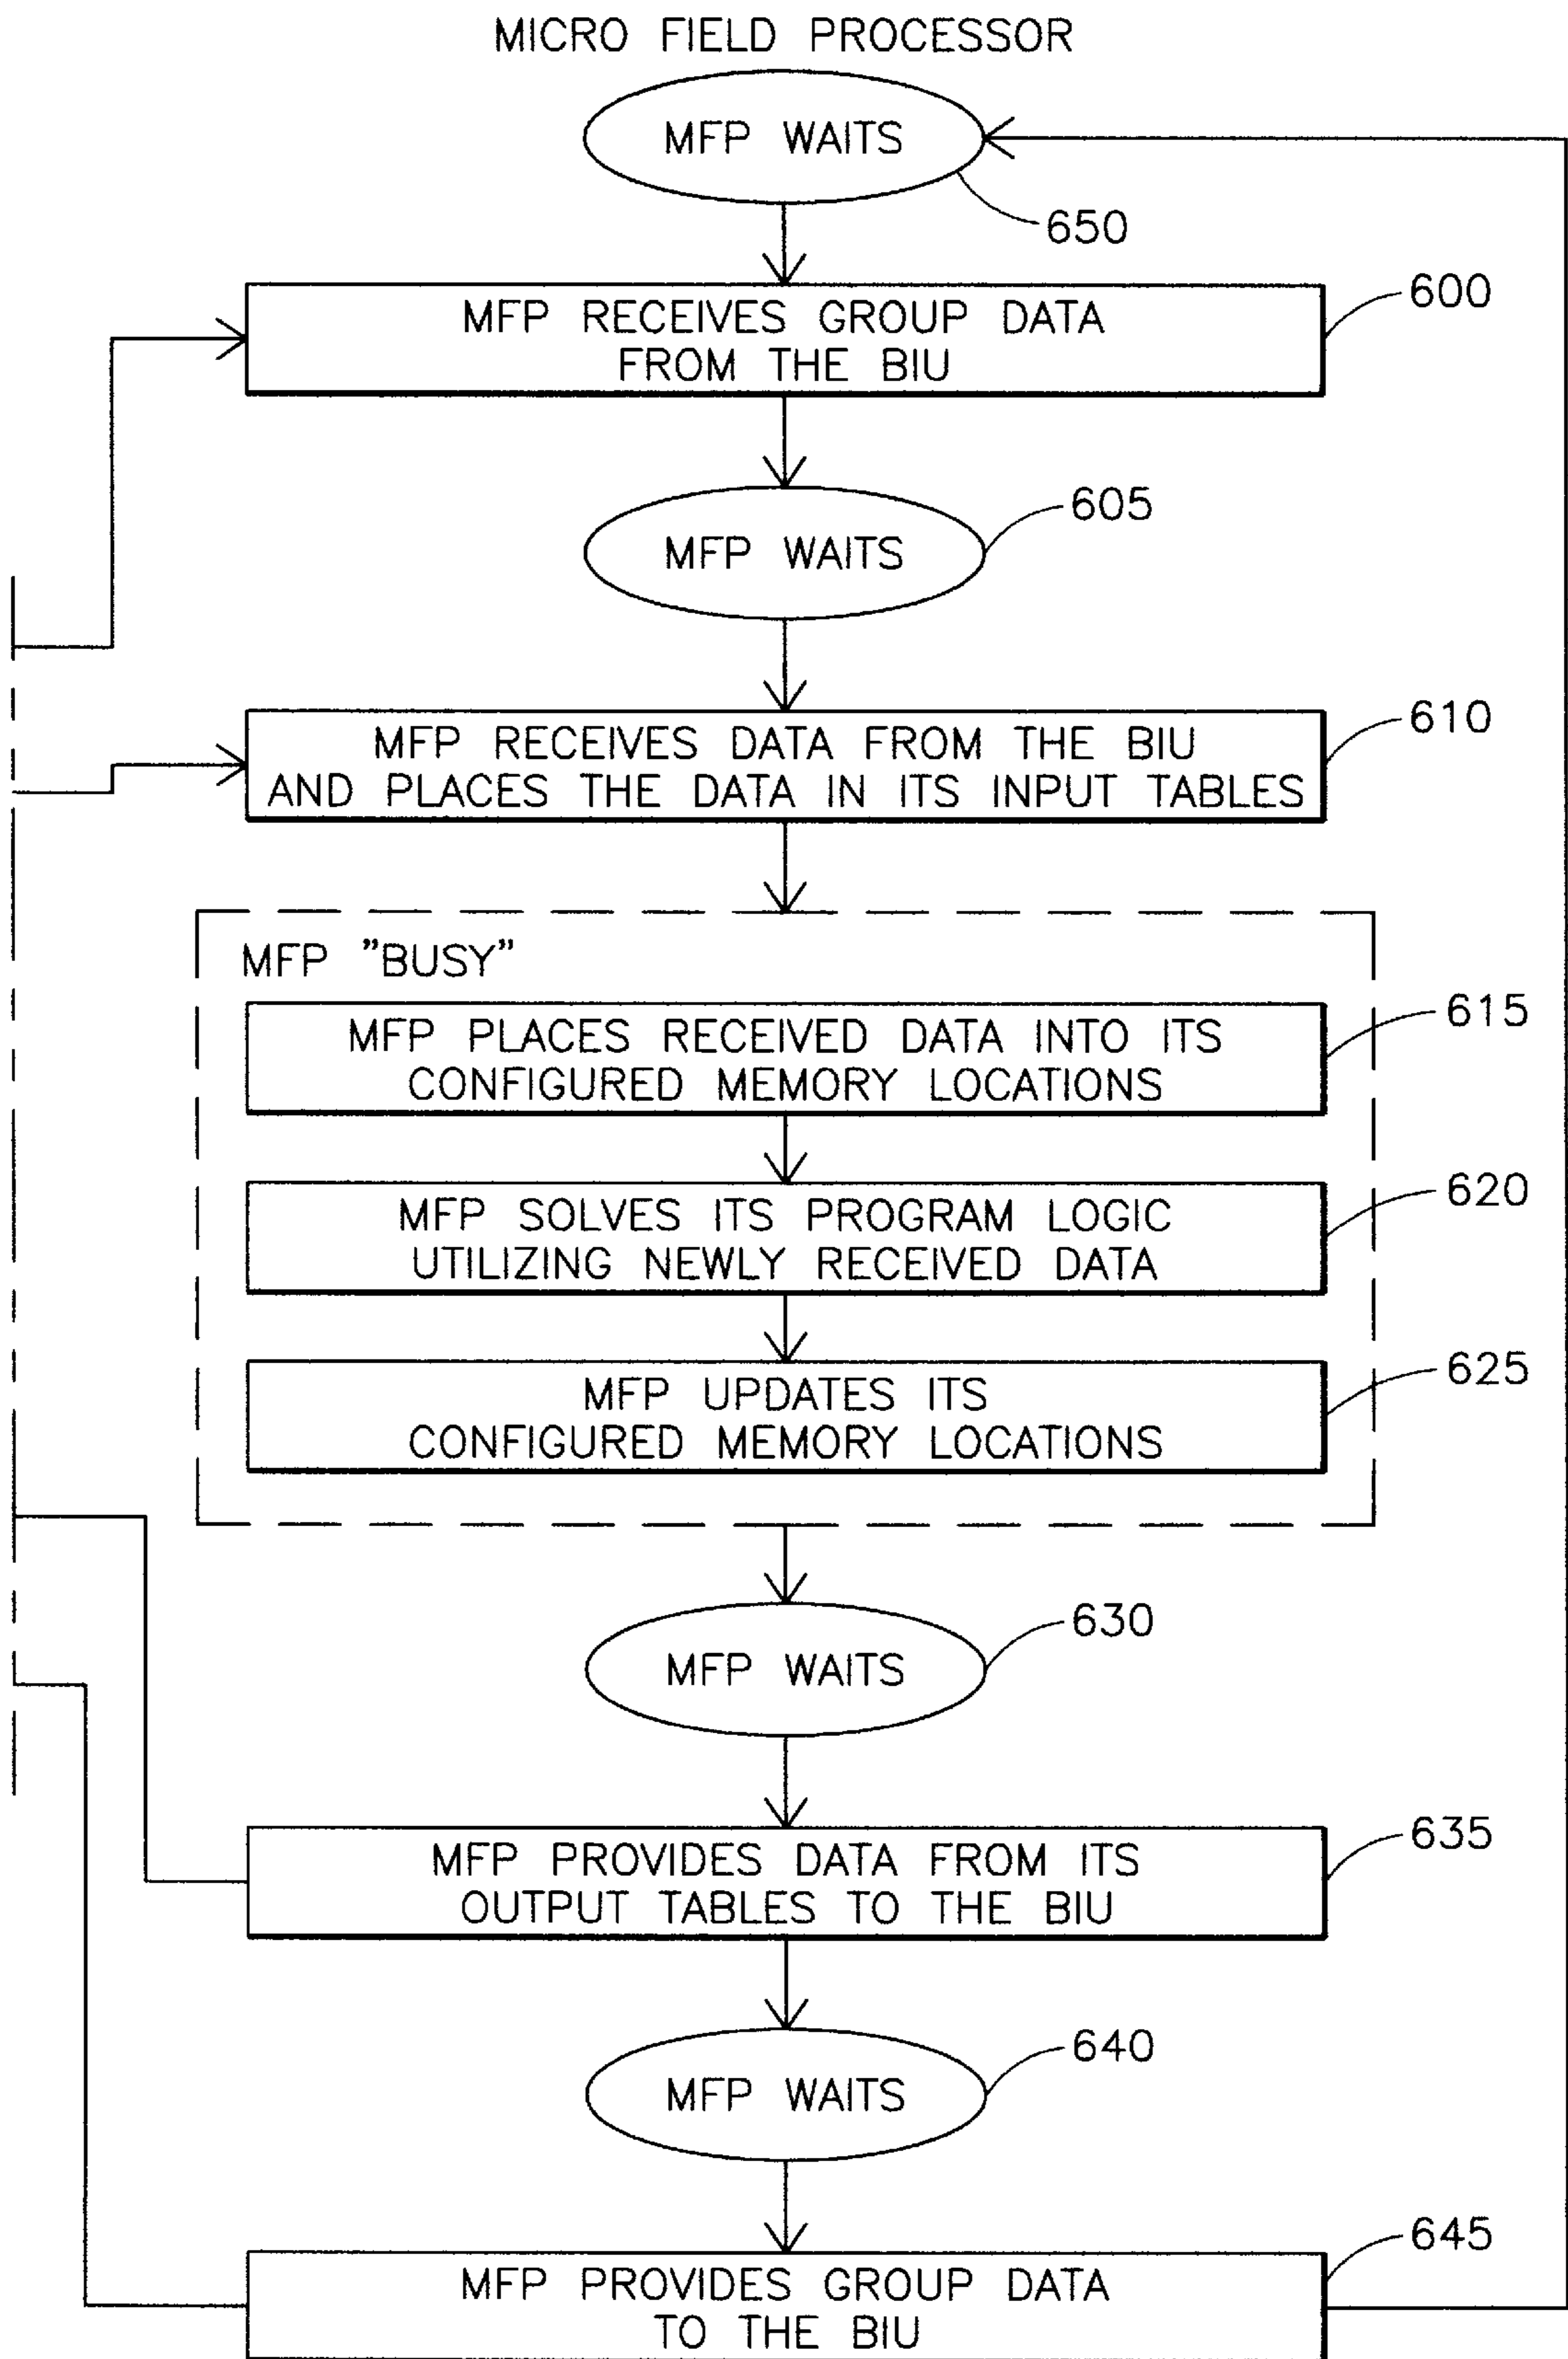 MICRO FIELD PROCESSOR
MFP WAITS
650
600
MFP RECEIVES GROUP DATA
FROM THE BIU
605
MFP WAITS
610
MFP RECEIVES DATA FROM THE BIU
AND PLACES THE DATA IN ITS INPUT TABLES
MFP "BUSY"
615
MFP PLACES RECEIVED DATA INTO ITS
CONFIGURED MEMORY LOCATIONS
620
MFP SOLVES ITS PROGRAM LOGIC
UTILIZING NEWLY RECEIVED DATA
625
MFP UPDATES ITS
CONFIGURED MEMORY LOCATIONS
630
MFP WAITS
635
MFP PROVIDES DATA FROM ITS
OUTPUT TABLES TO THE BIU
640
MFP WAITS
645
MFP PROVIDES GROUP DATA
TO THE BIU